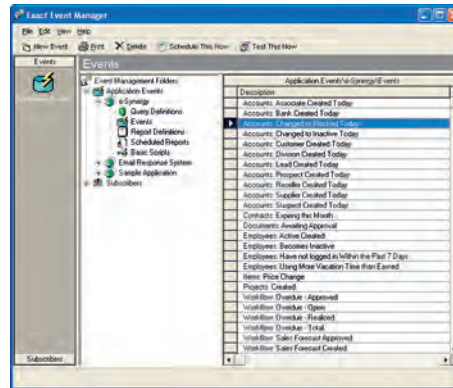 Exact Event Manager
File Edit View Help
New Event Print Delete Schedule This Now Test This Now
Events
Events
Event Management Folders
Application Events
e-Synergy
Query Definitions
Events
Report Definitions
Scheduled Reports
Basic Scripts
Email Response System
Sample Application
Subscribers
Application Events\e-Synergy\Events
Description
Accounts: Associate Created Today
Accounts: Bank Created Today
Accounts: Changed to Blocked Today
Accounts: Changed to Inactive Today
Accounts: Customer Created Today
Accounts: Division Created Today
Accounts: Lead Created Today
Accounts: Prospect Created Today
Accounts: Reseller Created Today
Accounts: Supplier Created Today
Accounts: Suspect Created Today
Contracts: Expiring this Month
Documents: Awaiting Approval
Employees: Active Created
Employees: Becomes Inactive
Employees: Have not logged in Within the Past 7 Days
Employees: Using More Vacation Time than Earned
Items: Price Change
Projects: Created
Workflow: Overdue - Approved
Workflow: Overdue - Open
Workflow: Overdue - Realized
Workflow: Overdue - Total
Workflow: Sales Forecast Approved
Workflow: Sales Forecast Created
Subscribers